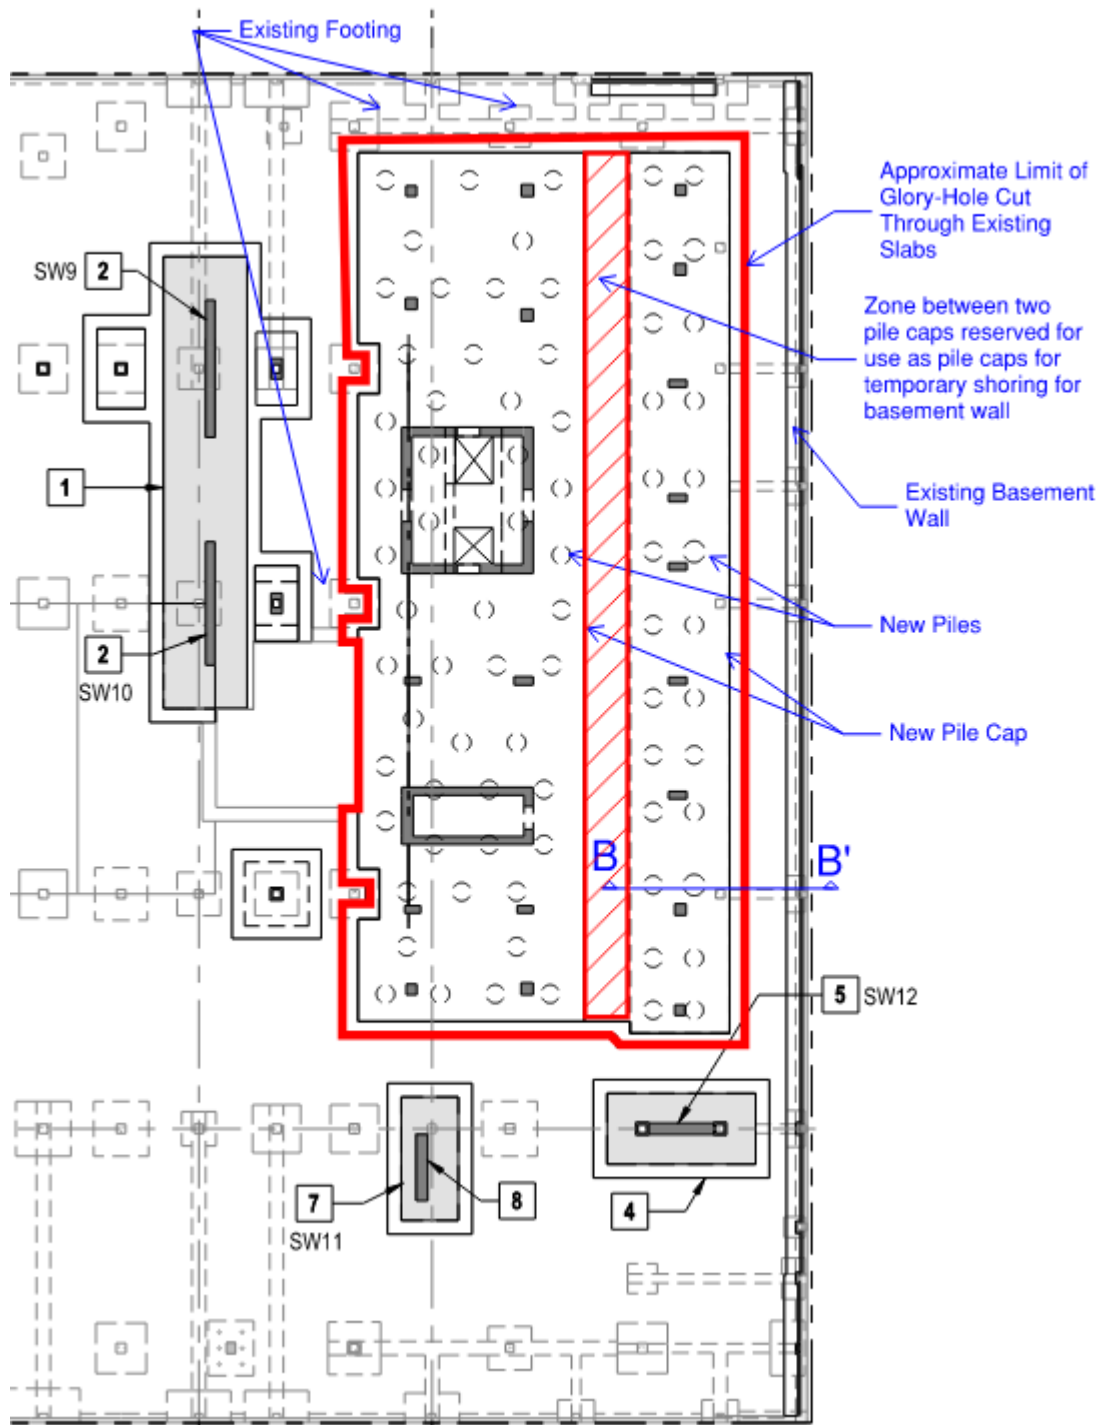 Existing Footing
Approximate Limit of
Glory-Hole Cut
Through Existing
Slabs
SW9 2
Zone between two
pile caps reserved for
use as pile caps for
temporary shoring for
basement wall
1
Existing Basement
Wall
New Piles
2
SW10
New Pile Cap
B B'
5 SW12
7
SW11
8
4